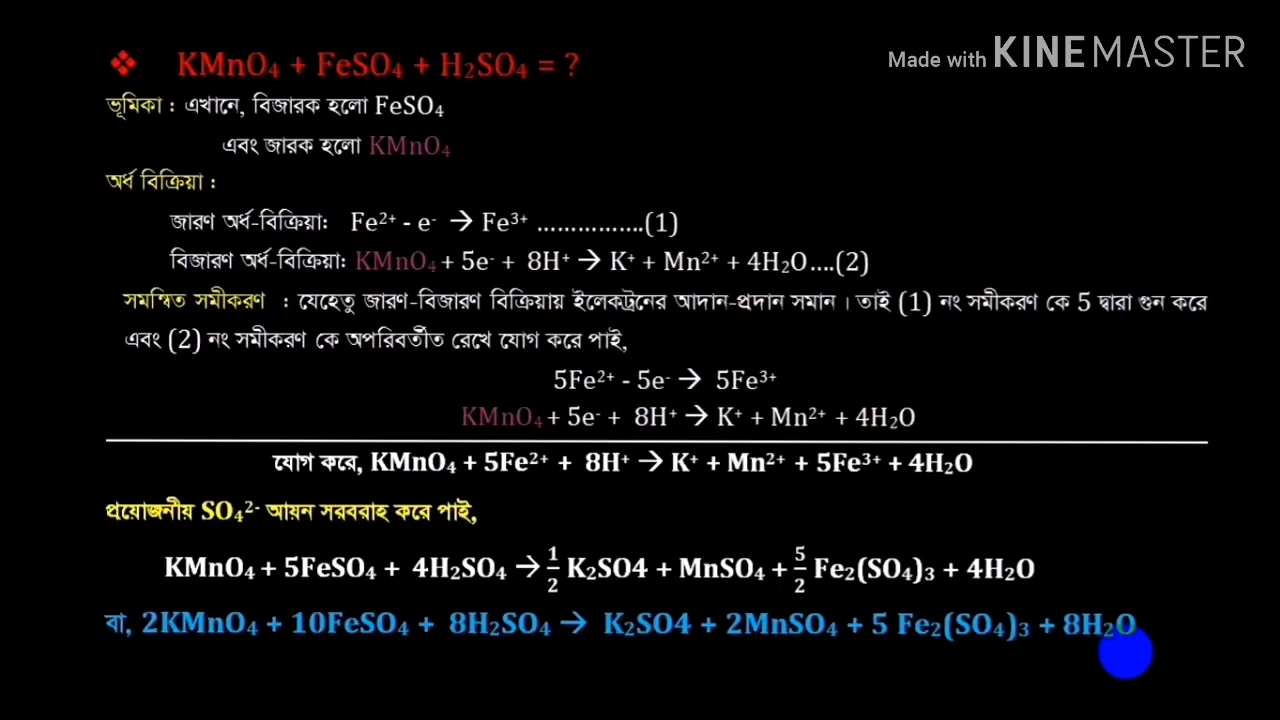 ❖ KMnO₄ + FeSO₄ + H₂SO₄ = ?
Made with KINEMASTER
ভূমিকা : এখানে, বিজারক হলো FeSO₄
এবং জারক হলো KMnO₄
অর্ধ বিক্রিয়া :
জারণ অর্ধ-বিক্রিয়াঃ Fe²⁺ - e⁻ → Fe³⁺ ................(1)
বিজারণ অর্ধ-বিক্রিয়াঃ KMnO₄ + 5e⁻ + 8H⁺ → K⁺ + Mn²⁺ + 4H₂O....(2)
সমন্বিত সমীকরণ : যেহেতু জারণ-বিজারণ বিক্রিয়ায় ইলেকট্রনের আদান-প্রদান সমান । তাই (1) নং সমীকরণ কে 5 দ্বারা গুন করে
এবং (2) নং সমীকরণ কে অপরিবর্তীত রেখে যোগ করে পাই,
5Fe²⁺ - 5e⁻ → 5Fe³⁺
KMnO₄ + 5e⁻ + 8H⁺ → K⁺ + Mn²⁺ + 4H₂O
যোগ করে, KMnO₄ + 5Fe²⁺ + 8H⁺ → K⁺ + Mn²⁺ + 5Fe³⁺ + 4H₂O
প্রয়োজনীয় SO₄²⁻ আয়ন সরবরাহ করে পাই,
KMnO₄ + 5FeSO₄ + 4H₂SO₄ → 1/2 K₂SO4 + MnSO₄ + 5/2 Fe₂(SO₄)₃ + 4H₂O
বা, 2KMnO₄ + 10FeSO₄ + 8H₂SO₄ → K₂SO4 + 2MnSO₄ + 5 Fe₂(SO₄)₃ + 8H₂O